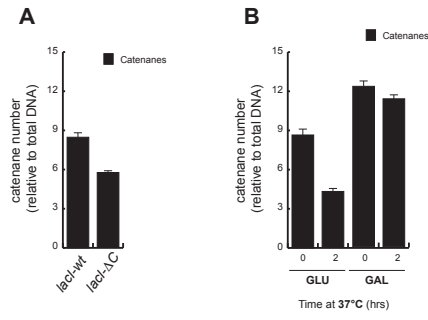 A
Catenanes
15
12
9
6
3
0
catenane number
(relative to total DNA)
lacI-wt
lacI-ΔC
B
Catenanes
15
12
9
6
3
0
catenane number
(relative to total DNA)
0 2 0 2
GLU GAL
Time at 37°C (hrs)